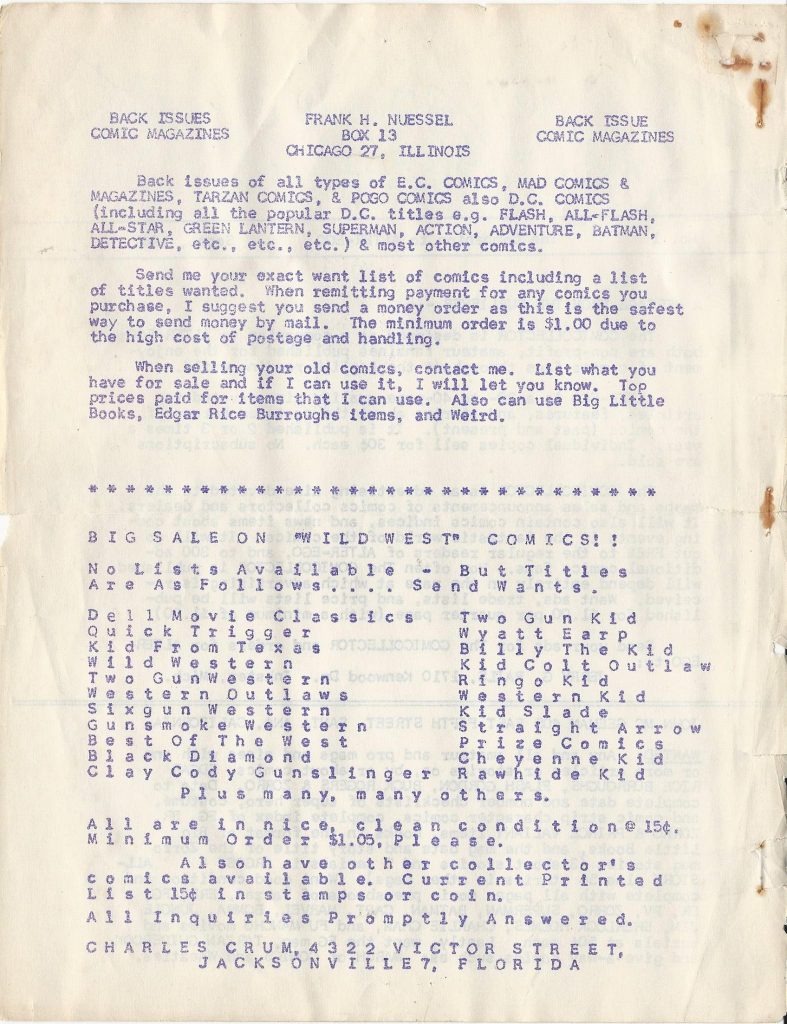 BACK ISSUES FRANK H. NUESSEL BACK ISSUE
COMIC MAGAZINES BOX 13 COMIC MAGAZINES
CHICAGO 27, ILLINOIS
Back issues of all types of E.C. COMICS, MAD COMICS &
MAGAZINES, TARZAN COMICS, & POGO COMICS also D.C. COMICS
(including all the popular D.C. titles e.g. FLASH, ALL-FLASH,
ALL-STAR, GREEN LANTERN, SUPERMAN, ACTION, ADVENTURE, BATMAN,
DETECTIVE, etc., etc., etc.) & most other comics.
Send me your exact want list of comics including a list
of titles wanted. When remitting payment for any comics you
purchase, I suggest you send a money order as this is the safest
way to send money by mail. The minimum order is $1.00 due to
the high cost of postage and handling.
When selling your old comics, contact me. List what you
have for sale and if I can use it, I will let you know. Top
prices paid for items that I can use. Also can use Big Little
Books, Edgar Rice Burroughs items, and Weird.
* * * * * * * * * * * * * * * * * * * * * * * * * * * * * *
BIG SALE ON "WILD WEST" COMICS!!
No Lists Available - But Titles
Are As Follows..... Send Wants.
Dell Movie Classiics Two Gun Kid
Quick Trigger Wyatt Earp
Kid From Texas Billy The Kid
Wild Western Kid Colt Outlaw
Two GunWestern Ringo Kid
Western Outlaws Western Kid
Sixgun Western Kid Slade
Gunsmoke Western Straight Arrow
Best Of The West Prize Comics
Black Diamond Cheyenne Kid
Clay Cody Gunslinger Rawhide Kid
Plus many, many others.
All are in nice, clean condition@ 15¢.
Minimum Order $1.05, Please.
Also have other collector's
comics available. Current Printed
List 15¢ in stamps or coin.
All Inquiries Promptly Answered.
CHARLES CRUM, 4322 VICTOR STREET,
JACKSONVILLE7, FLORIDA